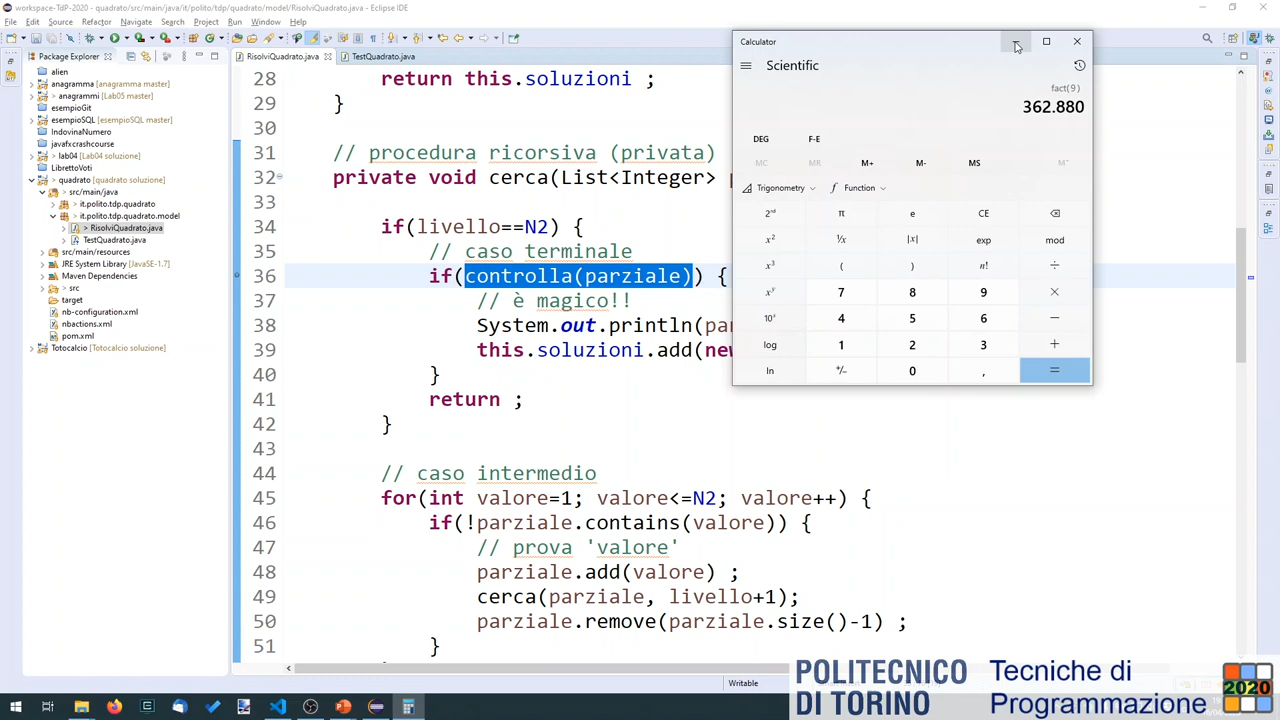 workspace-TdP-2020 - quadrato/src/main/java/it/polito/tdp/quadrato/model/RisolviQuadrato.java - Eclipse IDE
File Edit Source Refactor Navigate Search Project Run Window Help
Package Explorer
RisolviQuadrato.java
TestQuadrato.java
alien
anagramma [anagrammi master]
anagrammi [Lab05 master]
esempioGit
esempioSQL [esempioSQL master]
IndovinaNumero
javafxcrashcourse
lab04 [Lab04 soluzione]
LibrettoVoti
quadrato [quadrato soluzione]
src/main/java
it.polito.tdp.quadrato
it.polito.tdp.quadrato.model
> RisolviQuadrato.java
TestQuadrato.java
src/main/resources
JRE System Library [JavaSE-1.7]
Maven Dependencies
src
target
nb-configuration.xml
nbactions.xml
pom.xml
Totocalcio [Totocalcio soluzione]
28 return this.soluzioni ;
29 }
30
31 // procedura ricorsiva (privata)
32 private void cerca(List<Integer> p
33
34 if(livello==N2) {
35 // caso terminale
36 if(controlla(parziale)) {
37 // è magico!!
38 System.out.println(pa
39 this.soluzioni.add(new
40 }
41 return ;
42 }
43
44 // caso intermedio
45 for(int valore=1; valore<=N2; valore++) {
46 if(!parziale.contains(valore)) {
47 // prova 'valore'
48 parziale.add(valore) ;
49 cerca(parziale, livello+1);
50 parziale.remove(parziale.size()-1) ;
51 }
Calculator
Scientific
fact(9)
362.880
DEG F-E
MC MR M+ M- MS M˅
Trigonometry Function
2ⁿᵈ π e CE
x² ¹/x |x| exp mod
x³ ( ) n! ÷
xʸ 7 8 9 ×
10ˣ 4 5 6 −
log 1 2 3 +
ln +/- 0 , =
Writable
POLITECNICO
DI TORINO
Tecniche di
Programmazione
2020